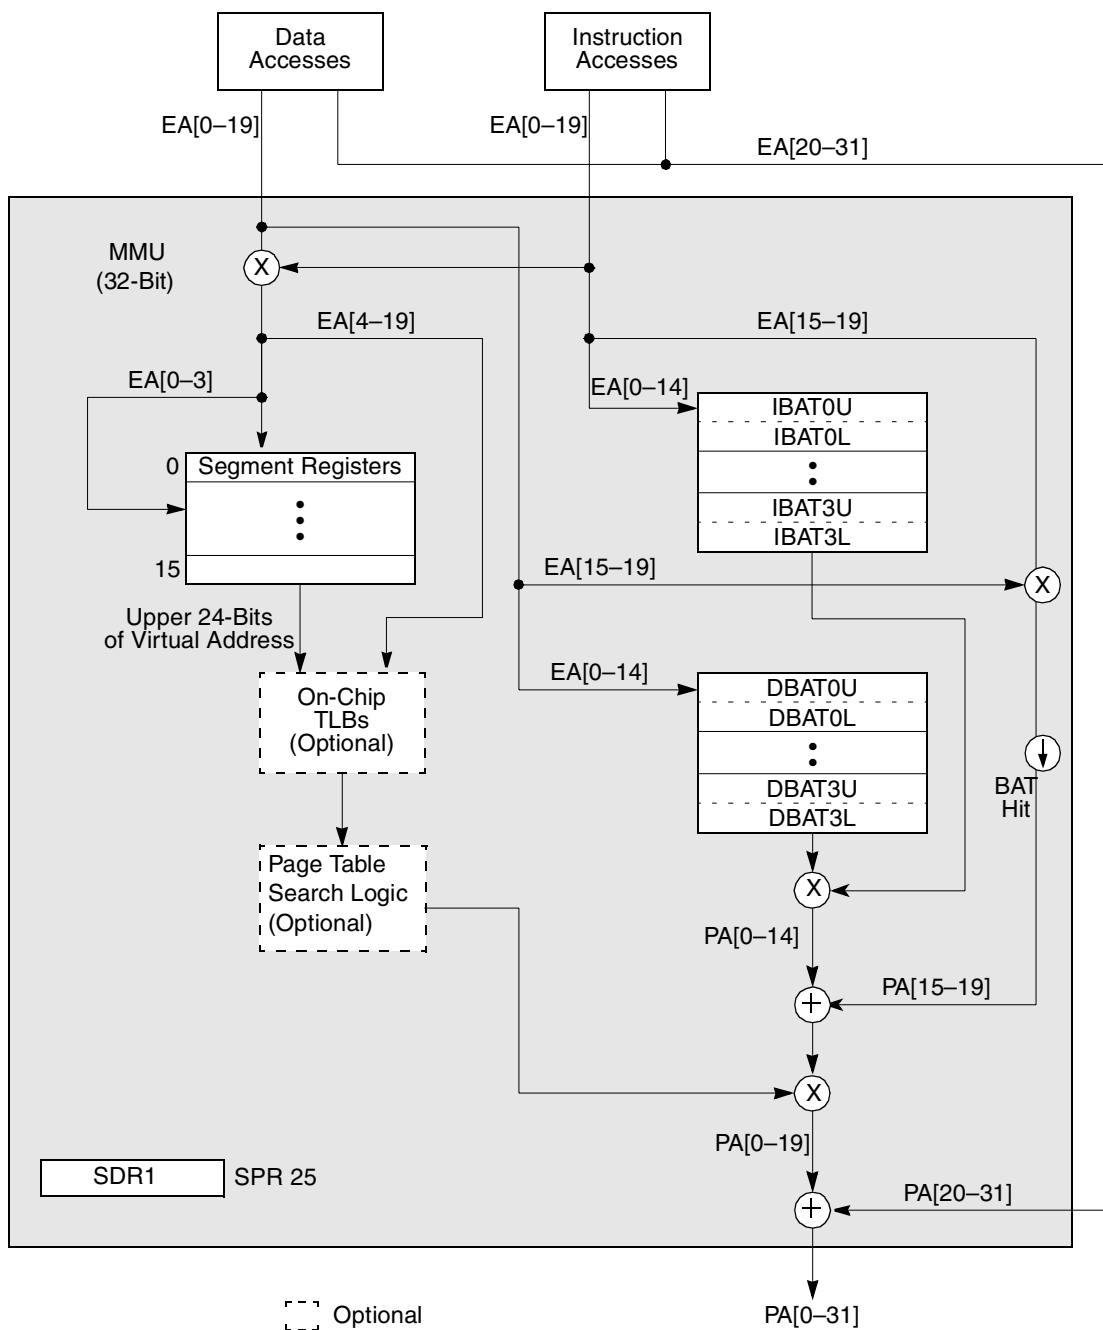 Data
Accesses
Instruction
Accesses
EA[0–19]
EA[0–19]
EA[20–31]
MMU
(32-Bit)
X
EA[4–19]
EA[15–19]
EA[0–3]
EA[0–14]
IBAT0U
IBAT0L
IBAT3U
IBAT3L
0
Segment Registers
15
EA[15–19]
X
Upper 24-Bits
of Virtual Address
EA[0–14]
On-Chip
TLBs
(Optional)
DBAT0U
DBAT0L
DBAT3U
DBAT3L
BAT
Hit
Page Table
Search Logic
(Optional)
X
PA[0–14]
PA[15–19]
+
X
PA[0–19]
SDR1
SPR 25
PA[20–31]
+
Optional
PA[0–31]